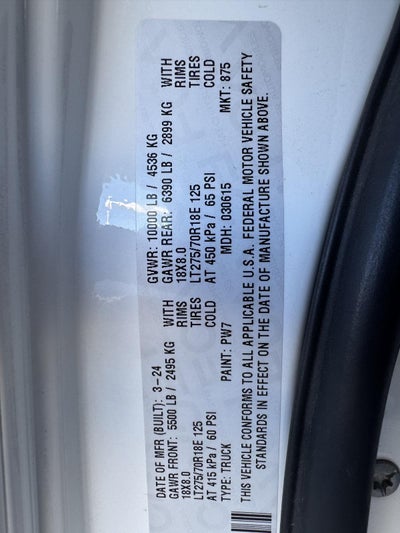 DATE OF MFR (BUILT): 3-24 GVWR: 10000 LB / 4536 KG
GAWR FRONT: 5500 LB / 2495 KG WITH GAWR REAR: 6390 LB / 2899 KG WITH
18X8.0 RIMS 18X8.0 RIMS
LT275/70R18E 125 TIRES LT275/70R18E 125 TIRES
AT 415 kPa / 60 PSI COLD AT 450 kPa / 65 PSI COLD
TYPE: TRUCK PAINT: PW7 MDH: 030615 MKT: 875
THIS VEHICLE CONFORMS TO ALL APPLICABLE U.S.A. FEDERAL MOTOR VEHICLE SAFETY
STANDARDS IN EFFECT ON THE DATE OF MANUFACTURE SHOWN ABOVE.